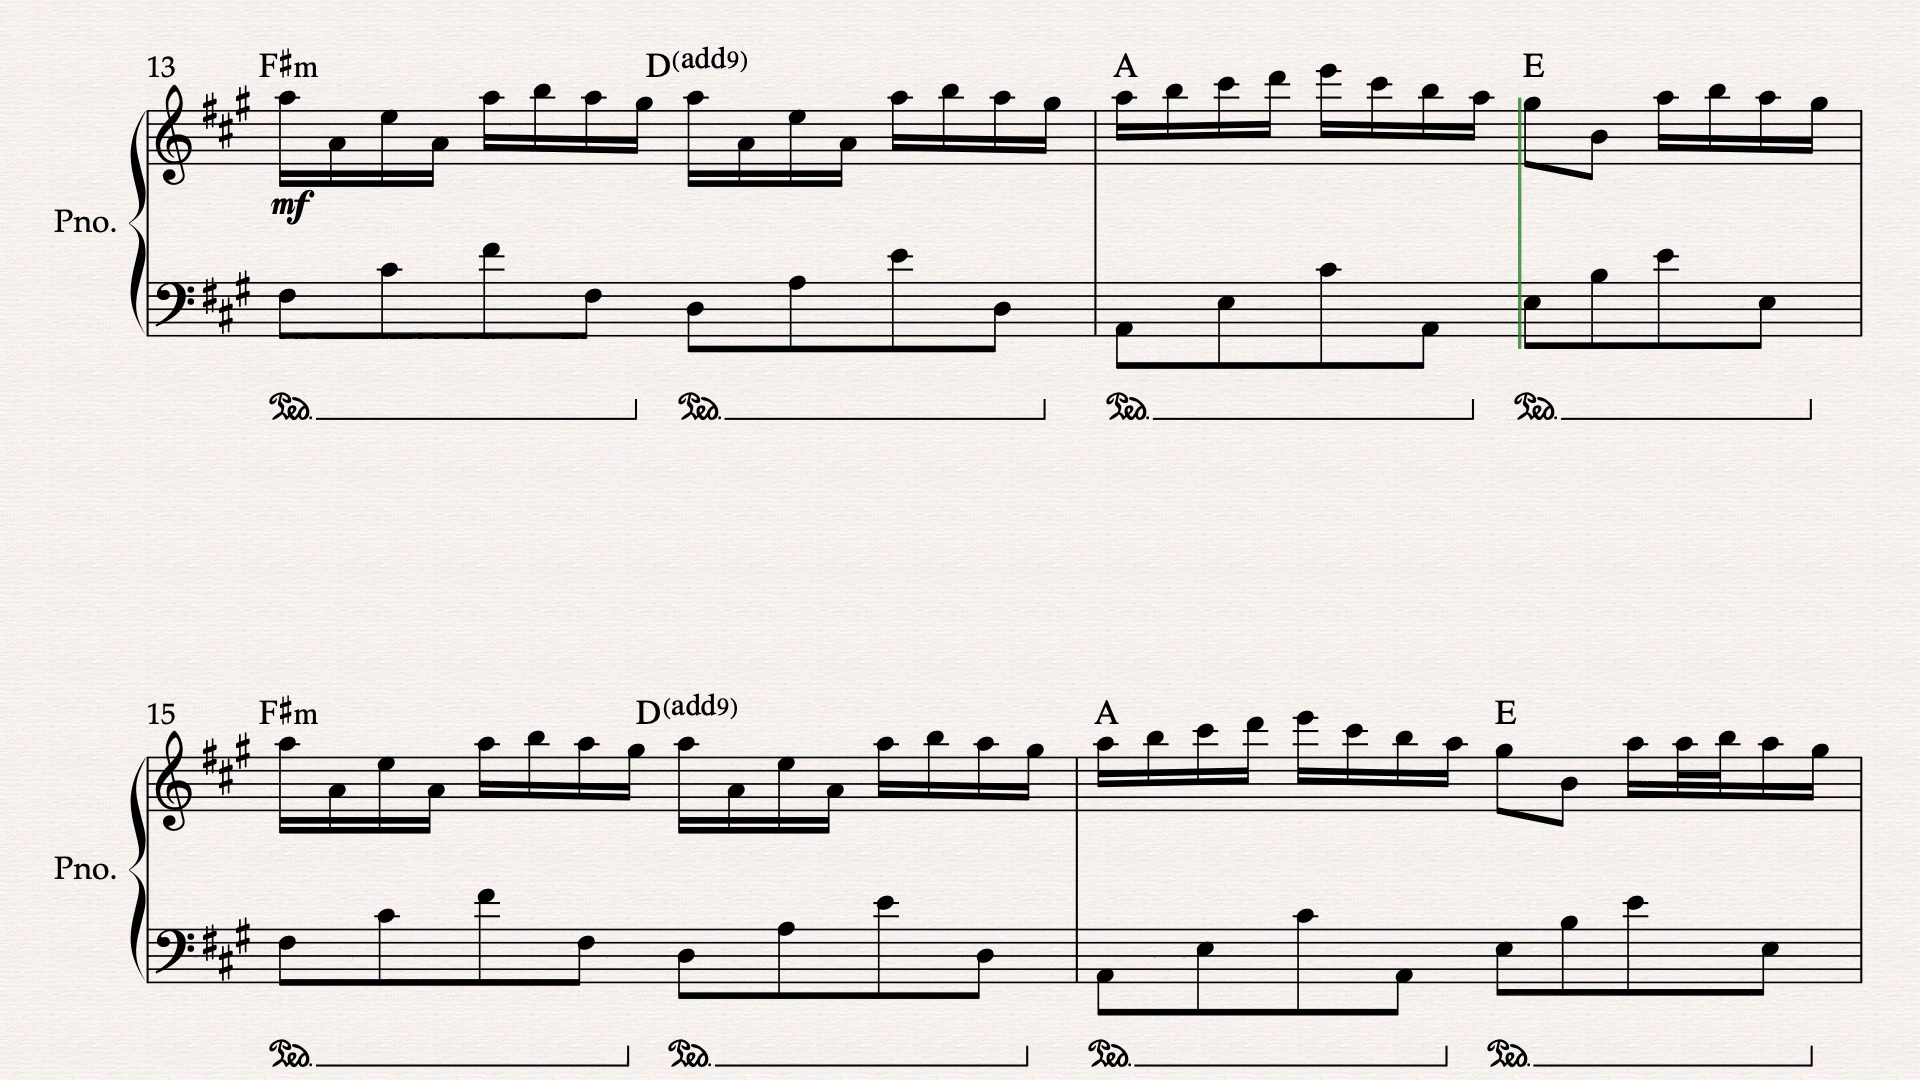 13 F♯m D(add9) A E
mf
Pno.
Ped. Ped. Ped. Ped.
15 F♯m D(add9) A E
Pno.
Ped. Ped. Ped. Ped.